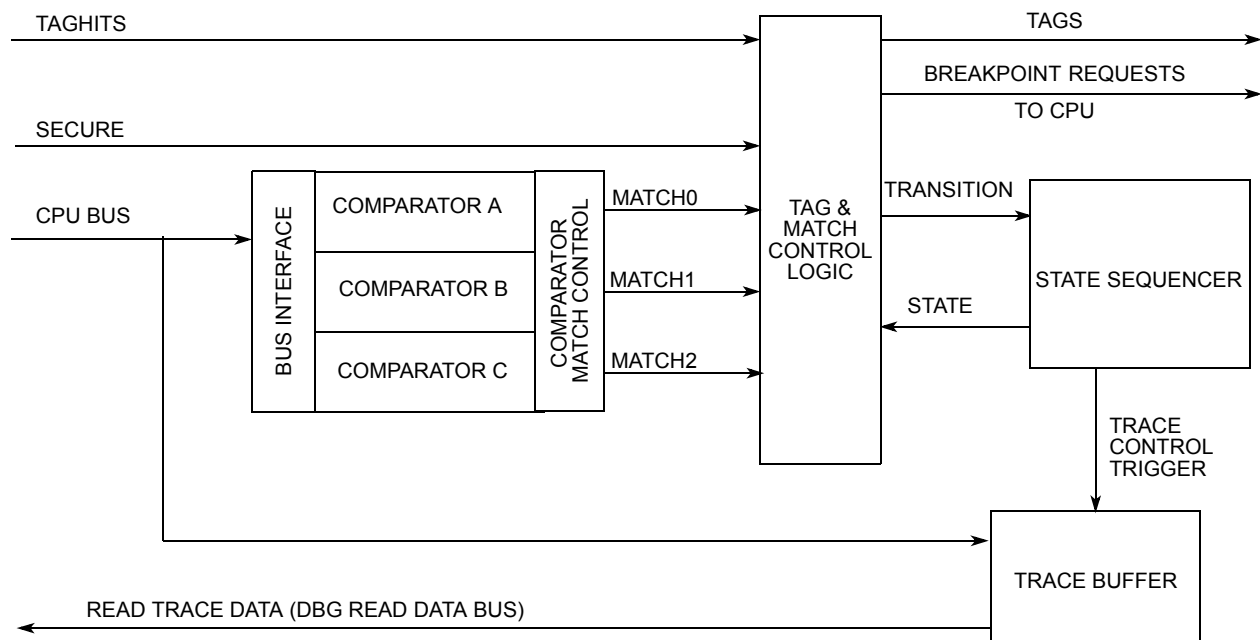 TAGHITS
TAGS
BREAKPOINT REQUESTS
TO CPU
SECURE
CPU BUS
BUS INTERFACE
COMPARATOR A
COMPARATOR B
COMPARATOR C
COMPARATOR
MATCH CONTROL
MATCH0
MATCH1
MATCH2
TAG &
MATCH
CONTROL
LOGIC
TRANSITION
STATE
STATE SEQUENCER
TRACE
CONTROL
TRIGGER
TRACE BUFFER
READ TRACE DATA (DBG READ DATA BUS)